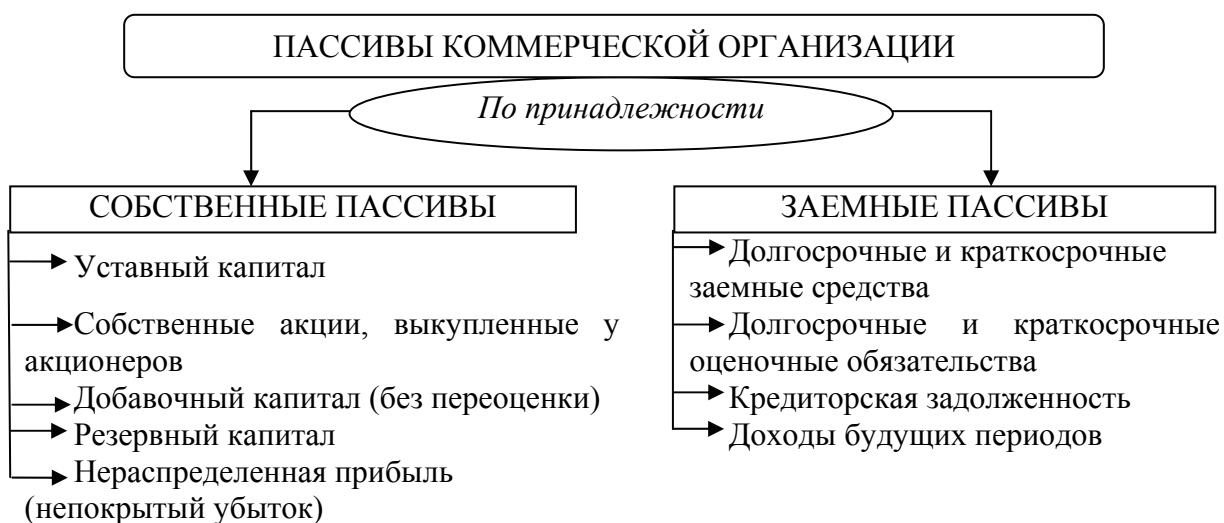 ПАССИВЫ КОММЕРЧЕСКОЙ ОРГАНИЗАЦИИ
По принадлежности
СОБСТВЕННЫЕ ПАССИВЫ
Уставный капитал
Собственные акции, выкупленные у
акционеров
Добавочный капитал (без переоценки)
Резервный капитал
Нераспределенная прибыль
(непокрытый убыток)
ЗАЕМНЫЕ ПАССИВЫ
Долгосрочные и краткосрочные
заемные средства
Долгосрочные и краткосрочные
оценочные обязательства
Кредиторская задолженность
Доходы будущих периодов